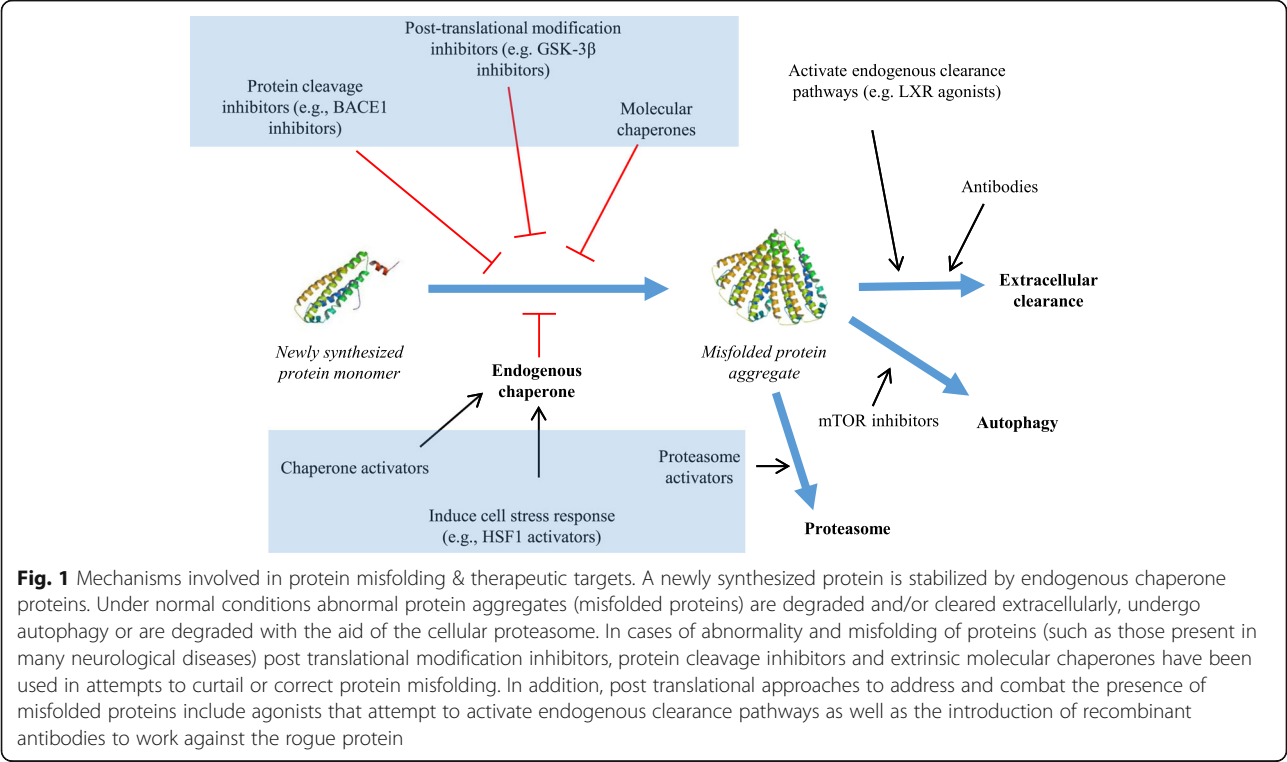 Post-translational modification
inhibitors (e.g. GSK-3β
inhibitors)
Protein cleavage
inhibitors (e.g., BACE1
inhibitors)
Molecular
chaperones
Activate endogenous clearance
pathways (e.g. LXR agonists)
Antibodies
Extracellular
clearance
Newly synthesized
protein monomer
Misfolded protein
aggregate
Endogenous
chaperone
mTOR inhibitors
Autophagy
Chaperone activators
Proteasome
activators
Induce cell stress response
(e.g., HSF1 activators)
Proteasome
Fig. 1 Mechanisms involved in protein misfolding & therapeutic targets. A newly synthesized protein is stabilized by endogenous chaperone
proteins. Under normal conditions abnormal protein aggregates (misfolded proteins) are degraded and/or cleared extracellularly, undergo
autophagy or are degraded with the aid of the cellular proteasome. In cases of abnormality and misfolding of proteins (such as those present in
many neurological diseases) post translational modification inhibitors, protein cleavage inhibitors and extrinsic molecular chaperones have been
used in attempts to curtail or correct protein misfolding. In addition, post translational approaches to address and combat the presence of
misfolded proteins include agonists that attempt to activate endogenous clearance pathways as well as the introduction of recombinant
antibodies to work against the rogue protein